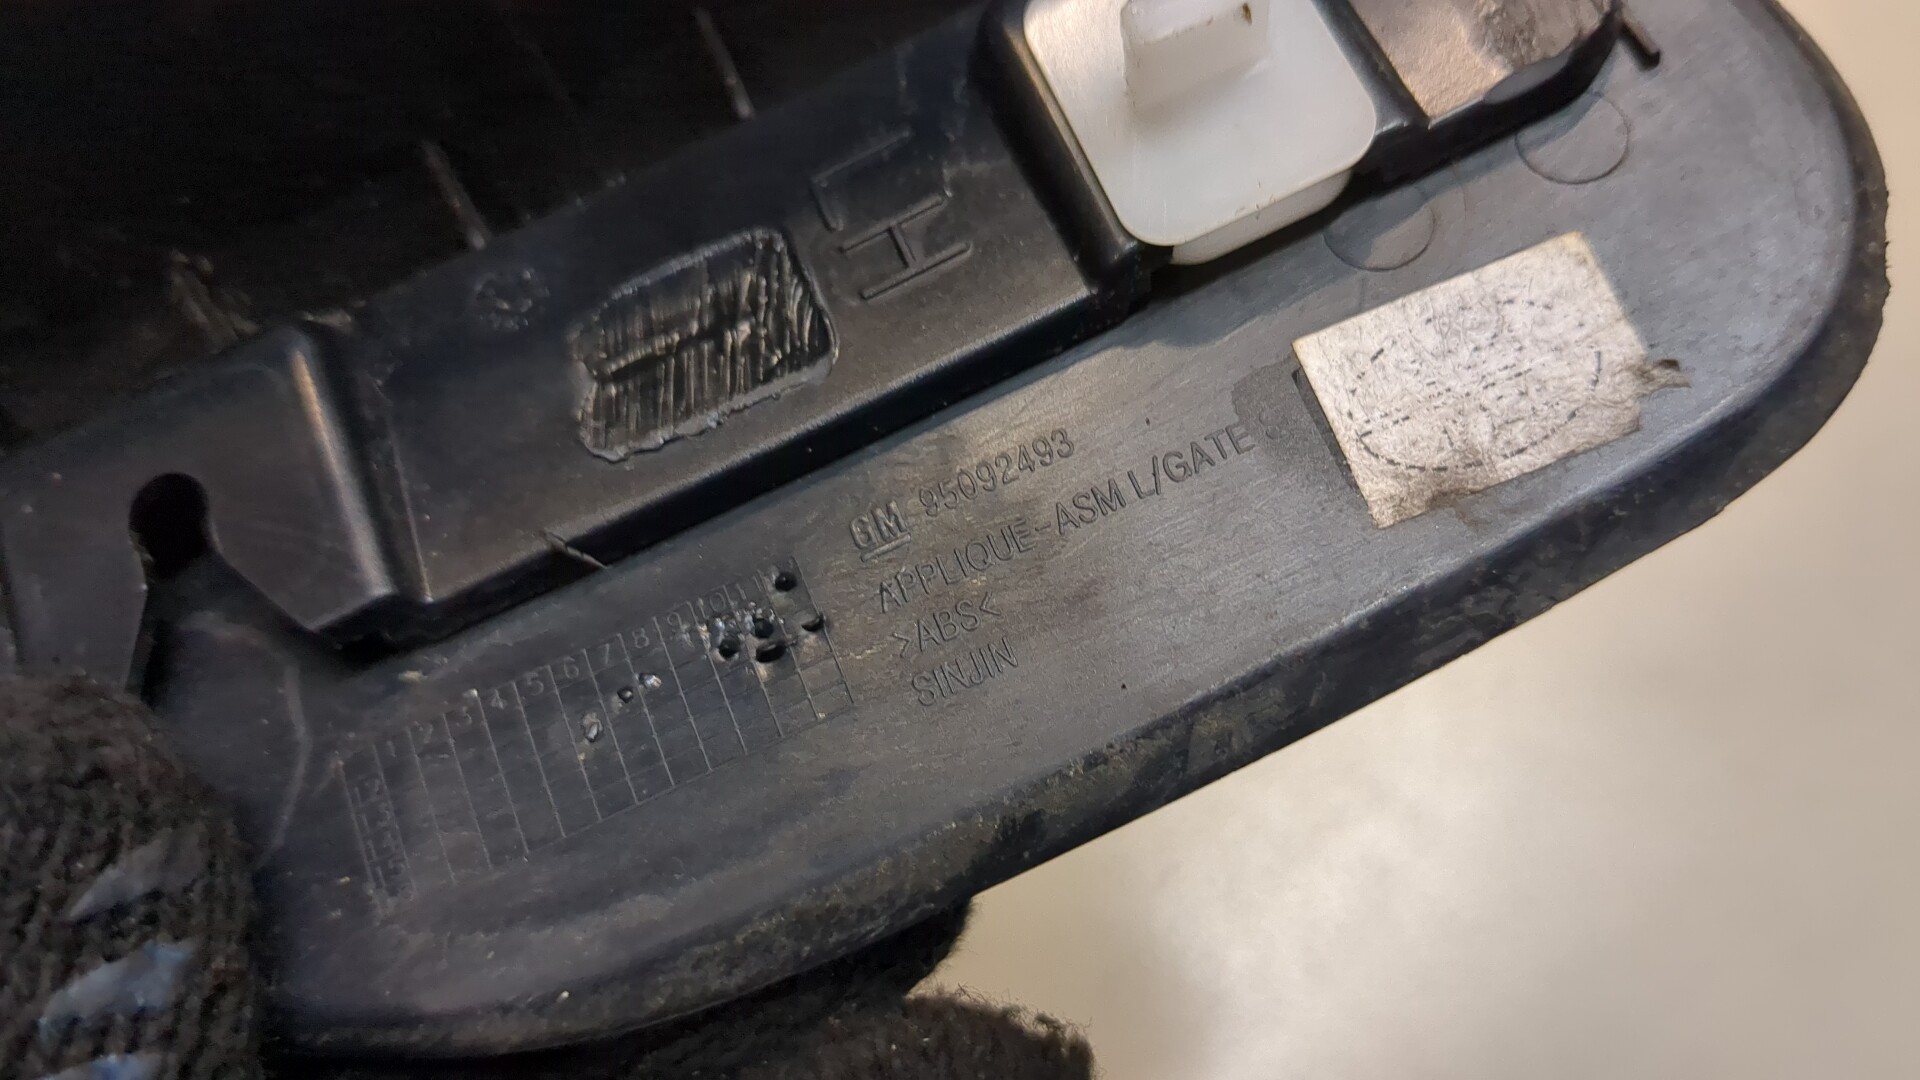 LH
GM 95092493
APPLIQUE-ASM L/GATE
>ABS<
SINJIN
1 2 3 4 5 6 7 8 9 10 11